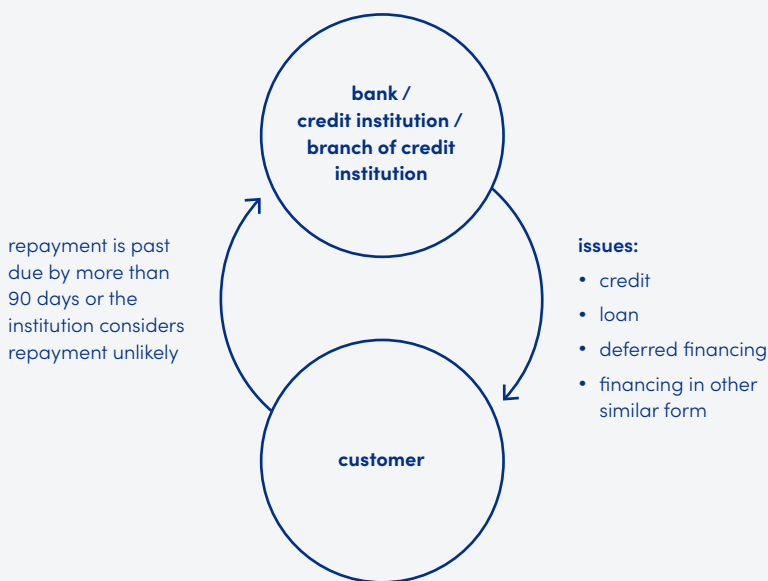 bank /
credit institution /
branch of credit
institution
repayment is past
due by more than
90 days or the
institution considers
repayment unlikely
issues:
• credit
• loan
• deferred financing
• financing in other
similar form
customer